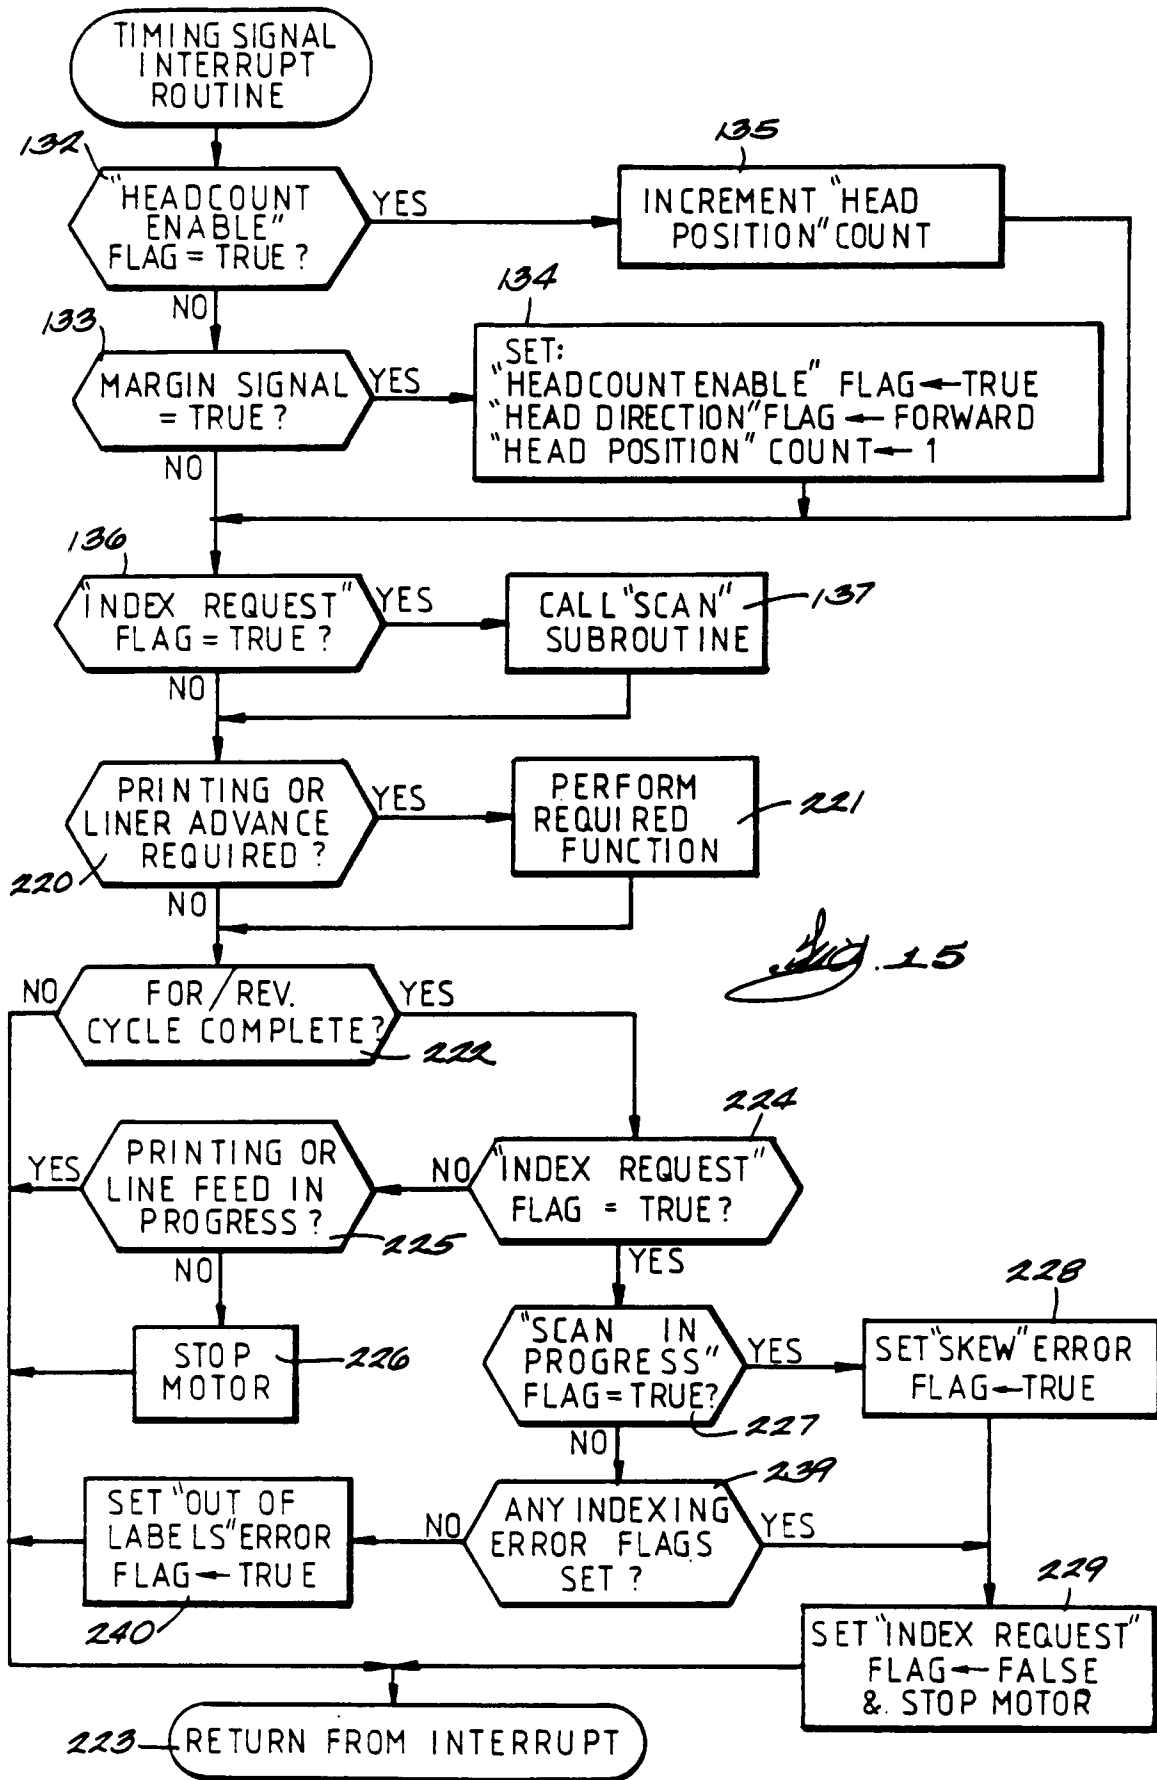 TIMING SIGNAL
INTERRUPT
ROUTINE
132
"HEADCOUNT
ENABLE"
FLAG = TRUE ?
YES
NO
135
INCREMENT "HEAD
POSITION" COUNT
133
MARGIN SIGNAL
= TRUE ?
YES
NO
134
SET:
"HEADCOUNT ENABLE" FLAG ← TRUE
"HEAD DIRECTION" FLAG ← FORWARD
"HEAD POSITION" COUNT ← 1
136
"INDEX REQUEST"
FLAG = TRUE ?
YES
NO
CALL "SCAN"
SUBROUTINE
137
PRINTING OR
LINER ADVANCE
REQUIRED ?
220
YES
NO
PERFORM
REQUIRED
FUNCTION
221
Fig. 15
NO
FOR/REV.
CYCLE COMPLETE?
YES
222
224
"INDEX REQUEST"
FLAG = TRUE ?
NO
YES
YES
PRINTING OR
LINE FEED IN
PROGRESS ?
225
NO
STOP
MOTOR
226
"SCAN IN
PROGRESS"
FLAG = TRUE?
227
YES
NO
228
SET "SKEW" ERROR
FLAG ← TRUE
239
ANY INDEXING
ERROR FLAGS
SET ?
NO
YES
SET "OUT OF
LABELS" ERROR
FLAG ← TRUE
240
229
SET "INDEX REQUEST"
FLAG ← FALSE
& STOP MOTOR
223
RETURN FROM INTERRUPT